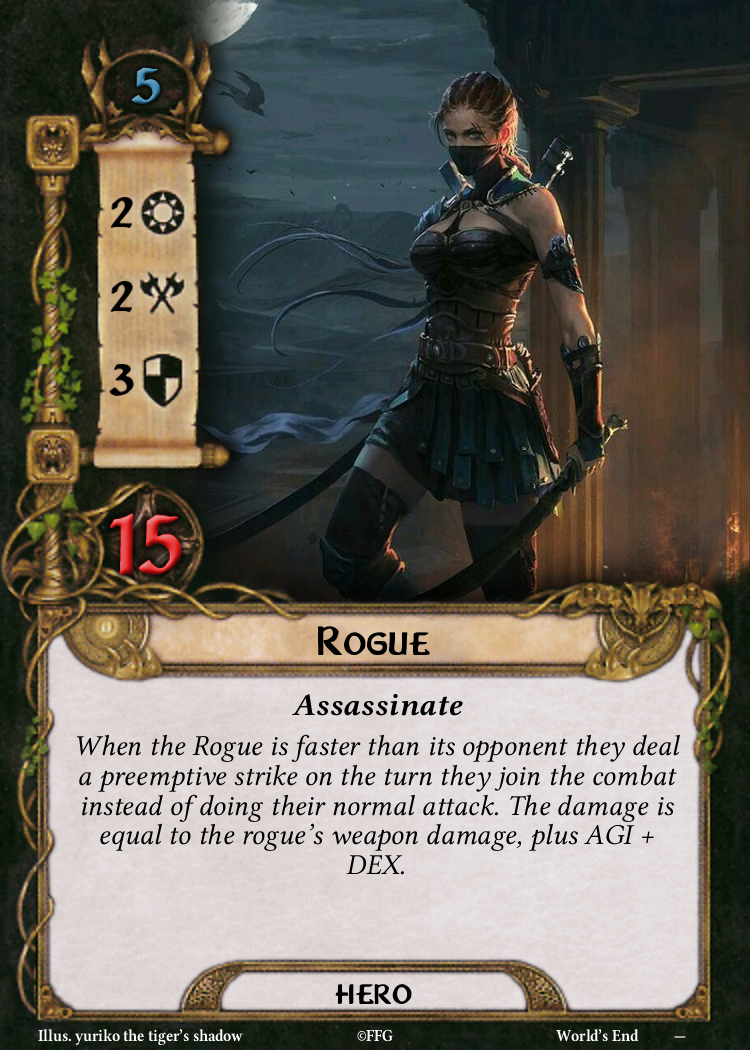 5
2
2
3
15
Rogue
Assassinate
When the Rogue is faster than its opponent they deal
a preemptive strike on the turn they join the combat
instead of doing their normal attack. The damage is
equal to the rogue's weapon damage, plus AGI +
DEX.
HERO
Illus. yuriko the tiger's shadow ©FFG World's End —